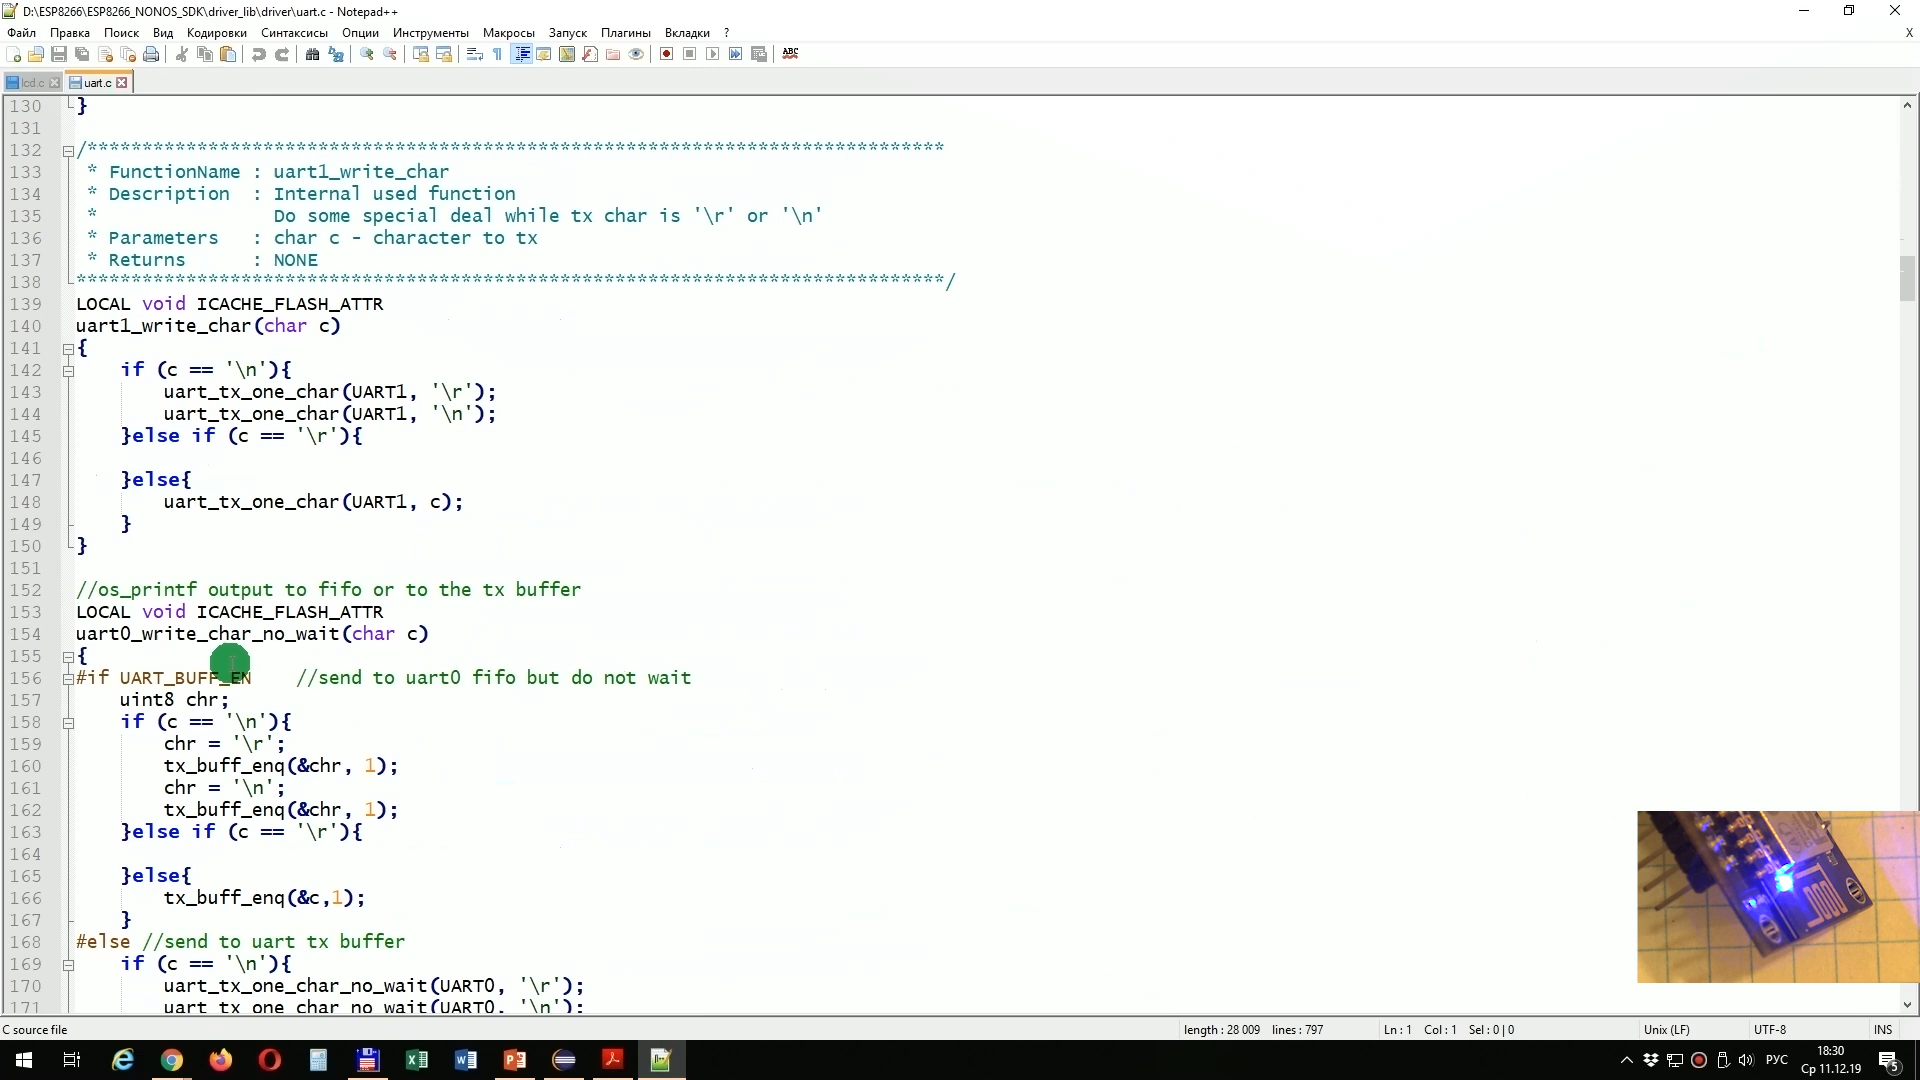 D:\ESP8266\ESP8266_NONOS_SDK\driver_lib\driver\uart.c - Notepad++
Файл Правка Поиск Вид Кодировки Синтаксисы Опции Инструменты Макросы Запуск Плагины Вкладки ? X
ABC
lcd.c uart.c
130 }
131
132 /******************************************************************************
133 * FunctionName : uart1_write_char
134 * Description : Internal used function
135 * Do some special deal while tx char is '\r' or '\n'
136 * Parameters : char c - character to tx
137 * Returns : NONE
138 *******************************************************************************/
139 LOCAL void ICACHE_FLASH_ATTR
140 uart1_write_char(char c)
141 {
142 if (c == '\n'){
143 uart_tx_one_char(UART1, '\r');
144 uart_tx_one_char(UART1, '\n');
145 }else if (c == '\r'){
146
147 }else{
148 uart_tx_one_char(UART1, c);
149 }
150 }
151
152 //os_printf output to fifo or to the tx buffer
153 LOCAL void ICACHE_FLASH_ATTR
154 uart0_write_char_no_wait(char c)
155 {
156 #if UART_BUFF_EN //send to uart0 fifo but do not wait
157 uint8 chr;
158 if (c == '\n'){
159 chr = '\r';
160 tx_buff_enq(&chr, 1);
161 chr = '\n';
162 tx_buff_enq(&chr, 1);
163 }else if (c == '\r'){
164
165 }else{
166 tx_buff_enq(&c,1);
167 }
168 #else //send to uart tx buffer
169 if (c == '\n'){
170 uart_tx_one_char_no_wait(UART0, '\r');
171 uart_tx_one_char_no_wait(UART0, '\n');
C source file length : 28 009 lines : 797 Ln : 1 Col : 1 Sel : 0 | 0 Unix (LF) UTF-8 INS
РУС 18:30
Ср 11.12.19 5